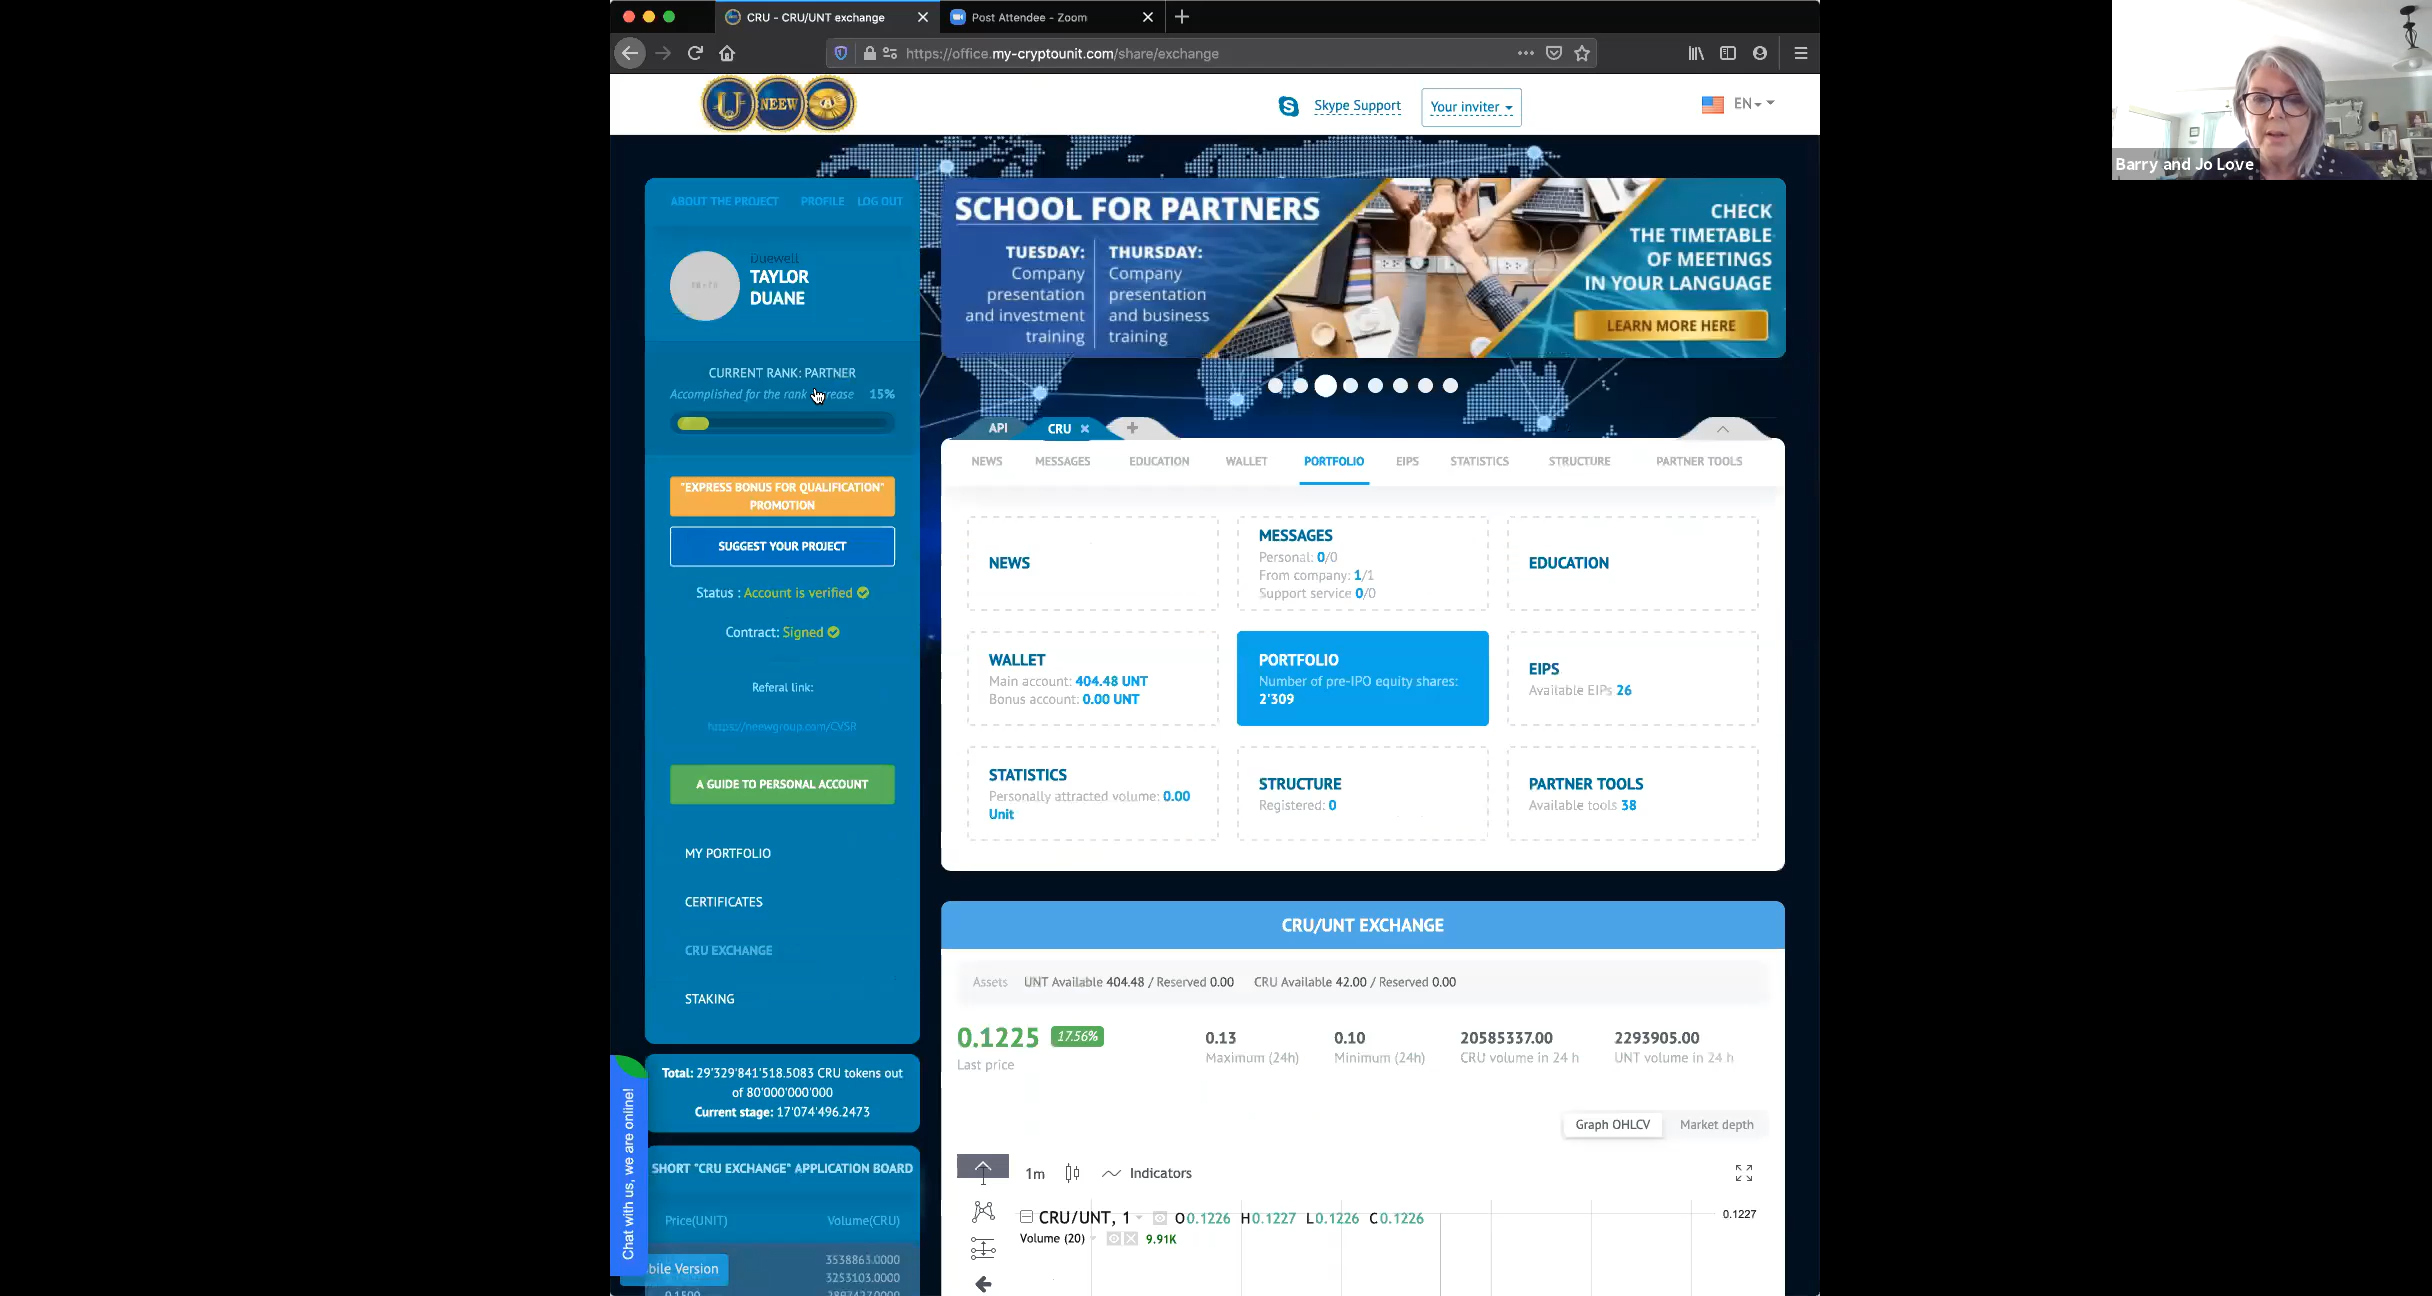 CRU - CRU/UNT exchange
Post Attendee - Zoom
https://office.my-cryptounit.com/share/exchange
U NEEW
Skype Support
Your inviter
EN
Barry and Jo Love
ABOUT THE PROJECT PROFILE LOG OUT
Duewell
TAYLOR
DUANE
CURRENT RANK: PARTNER
Accomplished for the rank 15%
"EXPRESS BONUS FOR QUALIFICATION"
PROMOTION
SUGGEST YOUR PROJECT
Status : Account is verified
Contract: Signed
Referal link:
https://neewgroup.com/CVSR
A GUIDE TO PERSONAL ACCOUNT
MY PORTFOLIO
CERTIFICATES
CRU EXCHANGE
STAKING
Total: 29'329'841'518.5083 CRU tokens out
of 80'000'000'000
Current stage: 17'074'496.2473
SHORT "CRU EXCHANGE" APPLICATION BOARD
Price(UNIT) Volume(CRU)
3538863.0000
3253103.0000
Chat with us, we are online!
bile Version
SCHOOL FOR PARTNERS
TUESDAY:
Company
presentation
and investment
training
THURSDAY:
Company
presentation
and business
training
CHECK
THE TIMETABLE
OF MEETINGS
IN YOUR LANGUAGE
LEARN MORE HERE
API CRU
NEWS MESSAGES EDUCATION WALLET PORTFOLIO EIPS STATISTICS STRUCTURE PARTNER TOOLS
NEWS
MESSAGES
Personal: 0/0
From company: 1/1
Support service 0/0
EDUCATION
WALLET
Main account: 404.48 UNT
Bonus account: 0.00 UNT
PORTFOLIO
Number of pre-IPO equity shares:
2'309
EIPS
Available EIPs 26
STATISTICS
Personally attracted volume: 0.00
Unit
STRUCTURE
Registered: 0
PARTNER TOOLS
Available tools 38
CRU/UNT EXCHANGE
Assets UNT Available 404.48 / Reserved 0.00 CRU Available 42.00 / Reserved 0.00
0.1225 17.56%
Last price
0.13
Maximum (24h)
0.10
Minimum (24h)
20585337.00
CRU volume in 24 h
2293905.00
UNT volume in 24 h
Graph OHLCV Market depth
1m Indicators
CRU/UNT, 1 O0.1226 H0.1227 L0.1226 C0.1226
Volume (20) 9.91K
0.1227